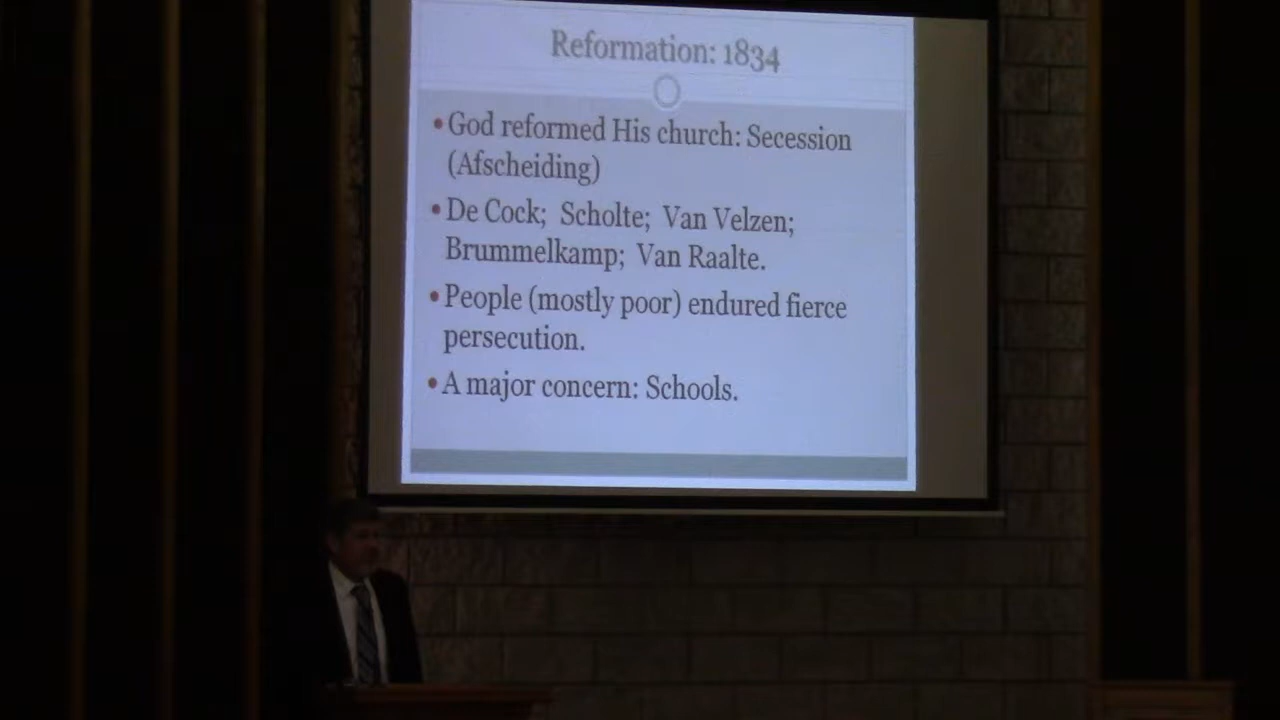 Reformation: 1834
•God reformed His church: Secession
(Afscheiding)
•De Cock; Scholte; Van Velzen;
Brummelkamp; Van Raalte.
•People (mostly poor) endured fierce
persecution.
•A major concern: Schools.